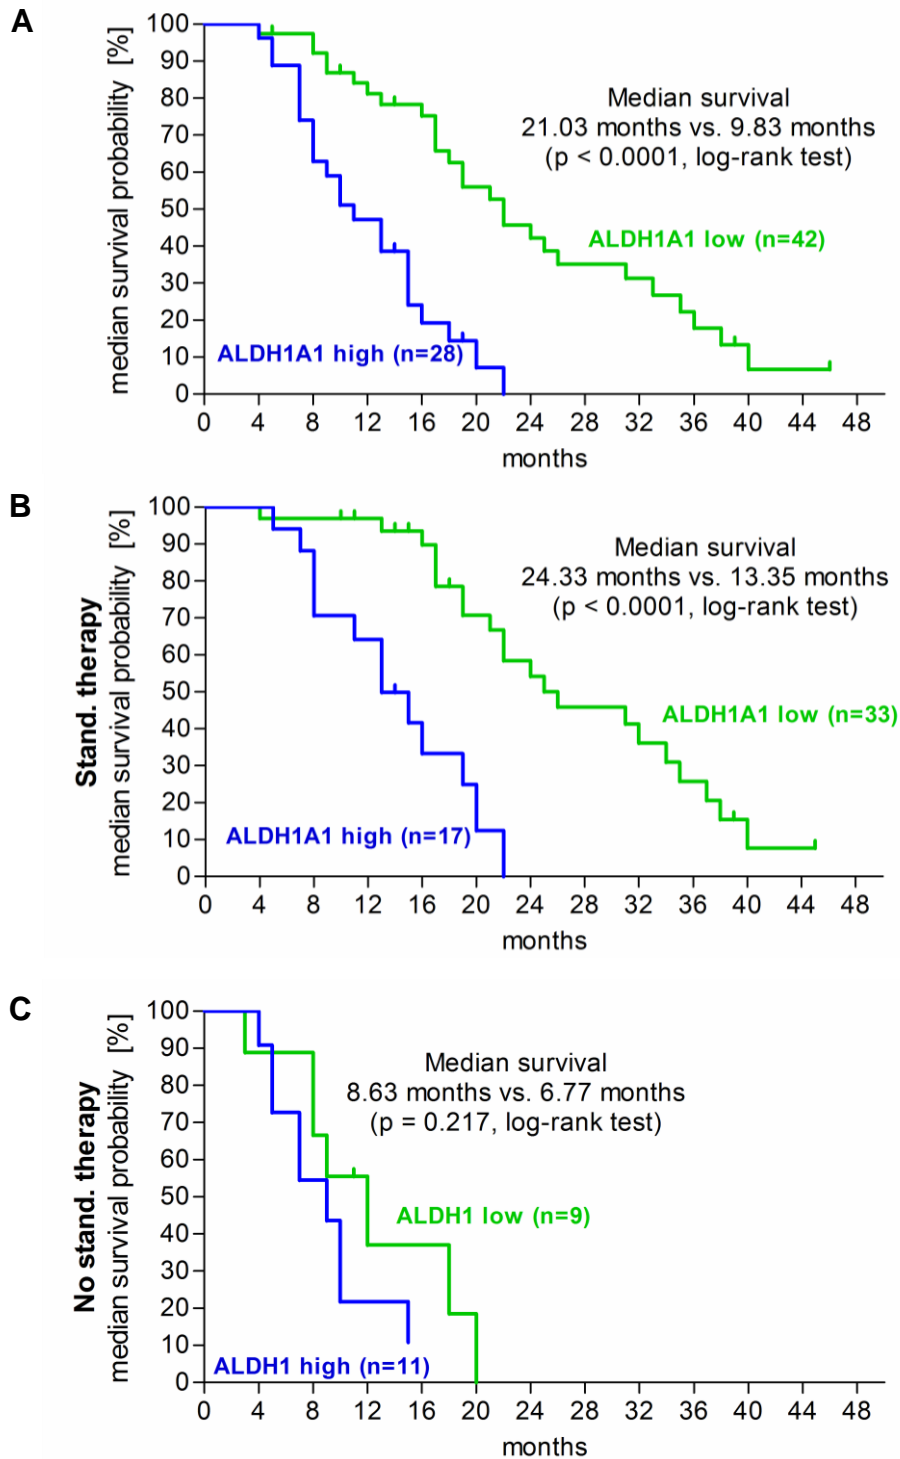 A
median survival probability [%]
100
90
80
70
60
50
40
30
20
10
0
Median survival
21.03 months vs. 9.83 months
(p < 0.0001, log-rank test)
ALDH1A1 low (n=42)
ALDH1A1 high (n=28)
0 4 8 12 16 20 24 28 32 36 40 44 48
months
B
Stand. therapy
median survival probability [%]
100
90
80
70
60
50
40
30
20
10
0
Median survival
24.33 months vs. 13.35 months
(p < 0.0001, log-rank test)
ALDH1A1 low (n=33)
ALDH1A1 high (n=17)
0 4 8 12 16 20 24 28 32 36 40 44 48
months
C
No stand. therapy
median survival probability [%]
100
90
80
70
60
50
40
30
20
10
0
Median survival
8.63 months vs. 6.77 months
(p = 0.217, log-rank test)
ALDH1 low (n=9)
ALDH1 high (n=11)
0 4 8 12 16 20 24 28 32 36 40 44 48
months